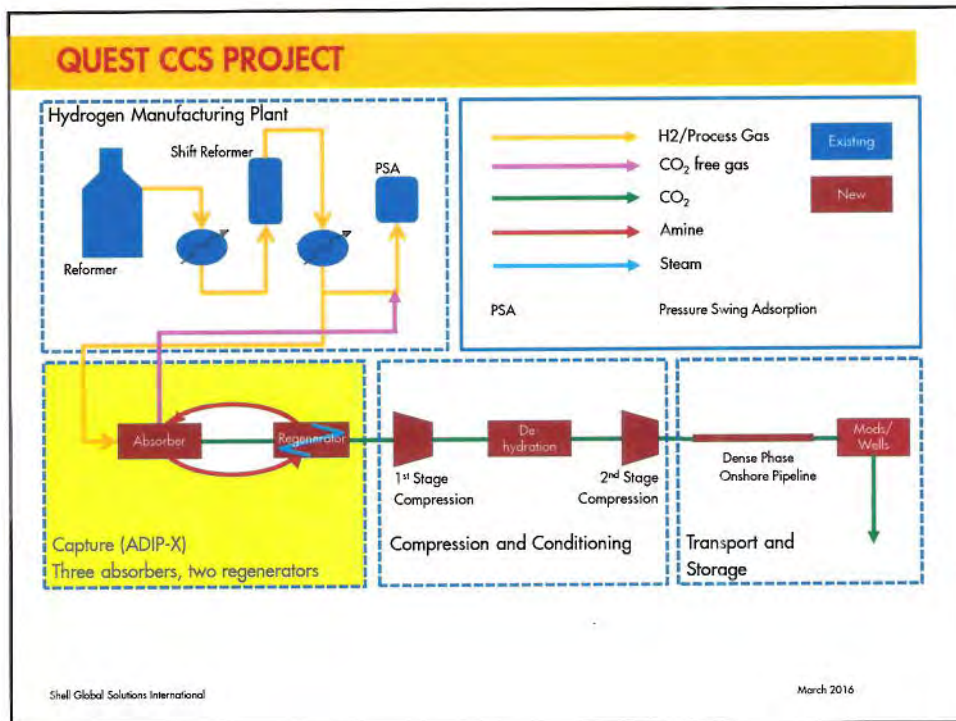 QUEST CCS PROJECT
Hydrogen Manufacturing Plant
Shift Reformer
PSA
Reformer
H2/Process Gas
CO₂ free gas
CO₂
Amine
Steam
PSA
Pressure Swing Adsorption
Existing
New
Absorber
Regenerator
Capture (ADIP-X)
Three absorbers, two regenerators
1st Stage
Compression
De
hydration
2nd Stage
Compression
Compression and Conditioning
Dense Phase
Onshore Pipeline
Mods/
Wells
Transport and
Storage
Shell Global Solutions International
March 2016